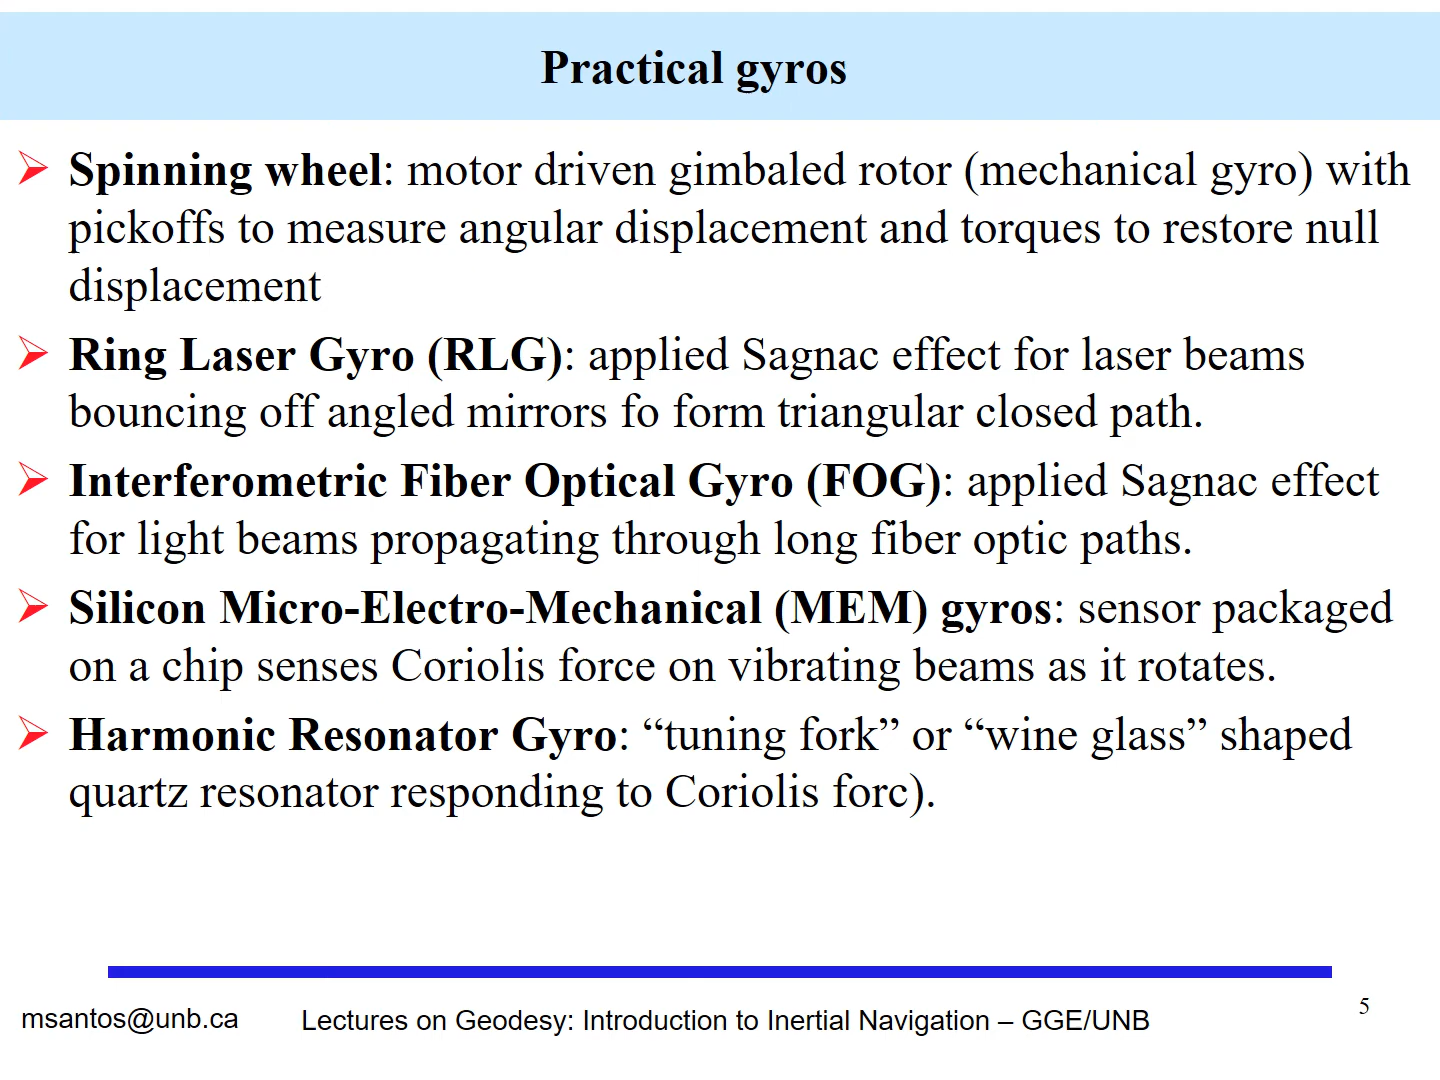 Practical gyros
Spinning wheel: motor driven gimbaled rotor (mechanical gyro) with
pickoffs to measure angular displacement and torques to restore null
displacement
Ring Laser Gyro (RLG): applied Sagnac effect for laser beams
bouncing off angled mirrors fo form triangular closed path.
Interferometric Fiber Optical Gyro (FOG): applied Sagnac effect
for light beams propagating through long fiber optic paths.
Silicon Micro-Electro-Mechanical (MEM) gyros: sensor packaged
on a chip senses Coriolis force on vibrating beams as it rotates.
Harmonic Resonator Gyro: “tuning fork” or “wine glass” shaped
quartz resonator responding to Coriolis forc).
msantos@unb.ca
Lectures on Geodesy: Introduction to Inertial Navigation – GGE/UNB
5